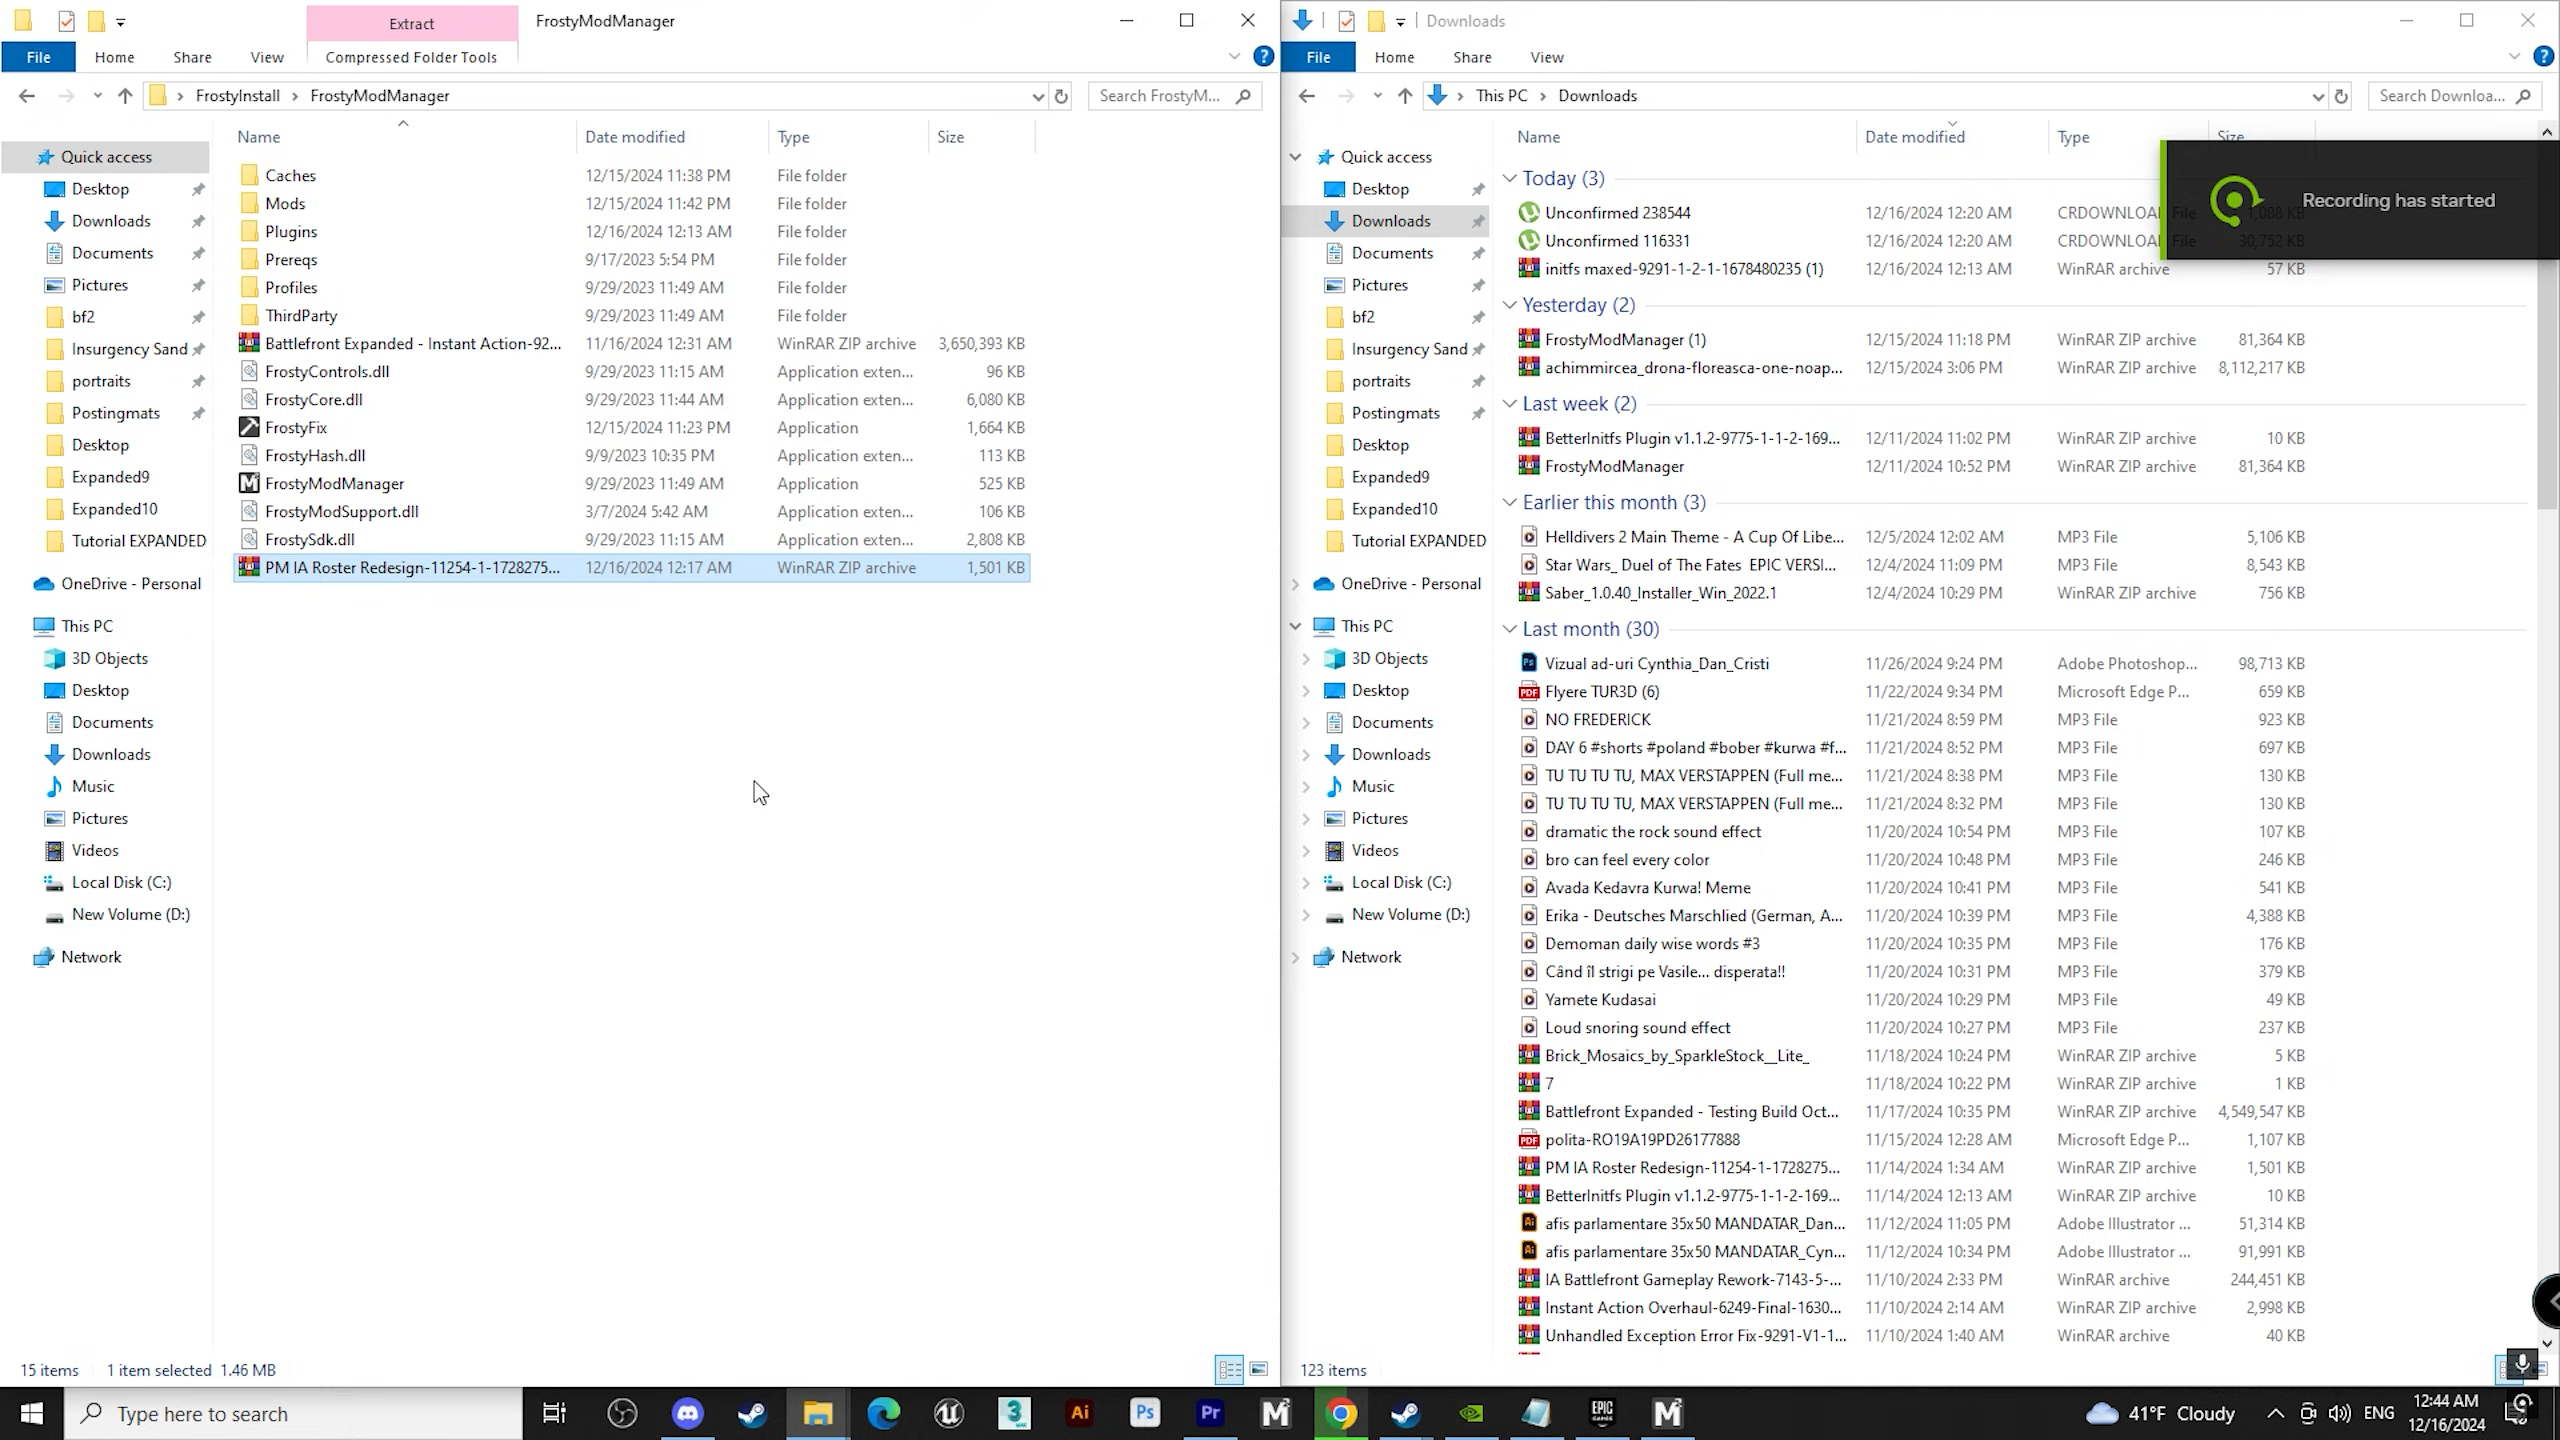 Extract
FrostyModManager
File
Home
Share
View
Compressed Folder Tools
FrostyInstall
FrostyModManager
Search FrostyM...
Name
Date modified
Type
Size
Quick access
Desktop
Downloads
Documents
Pictures
bf2
Insurgency Sand
portraits
Postingmats
Desktop
Expanded9
Expanded10
Tutorial EXPANDED
OneDrive - Personal
This PC
3D Objects
Desktop
Documents
Downloads
Music
Pictures
Videos
Local Disk (C:)
New Volume (D:)
Network
Caches 12/15/2024 11:38 PM File folder
Mods 12/15/2024 11:42 PM File folder
Plugins 12/16/2024 12:13 AM File folder
Prereqs 9/17/2023 5:54 PM File folder
Profiles 9/29/2023 11:49 AM File folder
ThirdParty 9/29/2023 11:49 AM File folder
Battlefront Expanded - Instant Action-92... 11/16/2024 12:31 AM WinRAR ZIP archive 3,650,393 KB
FrostyControls.dll 9/29/2023 11:15 AM Application exten... 96 KB
FrostyCore.dll 9/29/2023 11:44 AM Application exten... 6,080 KB
FrostyFix 12/15/2024 11:23 PM Application 1,664 KB
FrostyHash.dll 9/9/2023 10:35 PM Application exten... 113 KB
FrostyModManager 9/29/2023 11:49 AM Application 525 KB
FrostyModSupport.dll 3/7/2024 5:42 AM Application exten... 106 KB
FrostySdk.dll 9/29/2023 11:15 AM Application exten... 2,808 KB
PM IA Roster Redesign-11254-1-1728275... 12/16/2024 12:17 AM WinRAR ZIP archive 1,501 KB
15 items 1 item selected 1.46 MB
Downloads
File
Home
Share
View
This PC
Downloads
Search Downloa...
Name
Date modified
Type
Size
Quick access
Desktop
Downloads
Documents
Pictures
bf2
Insurgency Sand
portraits
Postingmats
Desktop
Expanded9
Expanded10
Tutorial EXPANDED
OneDrive - Personal
This PC
3D Objects
Desktop
Documents
Downloads
Music
Pictures
Videos
Local Disk (C:)
New Volume (D:)
Network
Recording has started
Today (3)
Unconfirmed 238544 12/16/2024 12:20 AM CRDOWNLOAD File 1,088 KB
Unconfirmed 116331 12/16/2024 12:20 AM CRDOWNLOAD File 30,752 KB
initfs maxed-9291-1-2-1-1678480235 (1) 12/16/2024 12:13 AM WinRAR archive 57 KB
Yesterday (2)
FrostyModManager (1) 12/15/2024 11:18 PM WinRAR ZIP archive 81,364 KB
achimmircea_drona-floreasca-one-noap... 12/15/2024 3:06 PM WinRAR ZIP archive 8,112,217 KB
Last week (2)
BetterInitfs Plugin v1.1.2-9775-1-1-2-169... 12/11/2024 11:02 PM WinRAR ZIP archive 10 KB
FrostyModManager 12/11/2024 10:52 PM WinRAR ZIP archive 81,364 KB
Earlier this month (3)
Helldivers 2 Main Theme - A Cup Of Libe... 12/5/2024 12:02 AM MP3 File 5,106 KB
Star Wars_ Duel of The Fates EPIC VERSI... 12/4/2024 11:09 PM MP3 File 8,543 KB
Saber_1.0.40_Installer_Win_2022.1 12/4/2024 10:29 PM WinRAR ZIP archive 756 KB
Last month (30)
Vizual ad-uri Cynthia_Dan_Cristi 11/26/2024 9:24 PM Adobe Photoshop... 98,713 KB
Flyere TUR3D (6) 11/22/2024 9:34 PM Microsoft Edge P... 659 KB
NO FREDERICK 11/21/2024 8:59 PM MP3 File 923 KB
DAY 6 #shorts #poland #bober #kurwa #f... 11/21/2024 8:52 PM MP3 File 697 KB
TU TU TU TU, MAX VERSTAPPEN (Full me... 11/21/2024 8:38 PM MP3 File 130 KB
TU TU TU TU, MAX VERSTAPPEN (Full me... 11/21/2024 8:32 PM MP3 File 130 KB
dramatic the rock sound effect 11/20/2024 10:54 PM MP3 File 107 KB
bro can feel every color 11/20/2024 10:48 PM MP3 File 246 KB
Avada Kedavra Kurwa! Meme 11/20/2024 10:41 PM MP3 File 541 KB
Erika - Deutsches Marschlied (German, A... 11/20/2024 10:39 PM MP3 File 4,388 KB
Demoman daily wise words #3 11/20/2024 10:35 PM MP3 File 176 KB
Când îl strigi pe Vasile... disperata!! 11/20/2024 10:31 PM MP3 File 379 KB
Yamete Kudasai 11/20/2024 10:29 PM MP3 File 49 KB
Loud snoring sound effect 11/20/2024 10:27 PM MP3 File 237 KB
Brick_Mosaics_by_SparkleStock__Lite_ 11/18/2024 10:24 PM WinRAR ZIP archive 5 KB
7 11/18/2024 10:22 PM WinRAR ZIP archive 1 KB
Battlefront Expanded - Testing Build Oct... 11/17/2024 10:35 PM WinRAR ZIP archive 4,549,547 KB
polita-RO19A19PD26177888 11/15/2024 12:28 AM Microsoft Edge P... 1,107 KB
PM IA Roster Redesign-11254-1-1728275... 11/14/2024 1:34 AM WinRAR ZIP archive 1,501 KB
BetterInitfs Plugin v1.1.2-9775-1-1-2-169... 11/14/2024 12:13 AM WinRAR ZIP archive 10 KB
afis parlamentare 35x50 MANDATAR_Dan... 11/12/2024 11:05 PM Adobe Illustrator ... 51,314 KB
afis parlamentare 35x50 MANDATAR_Cyn... 11/12/2024 10:34 PM Adobe Illustrator ... 91,991 KB
IA Battlefront Gameplay Rework-7143-5-... 11/10/2024 2:33 PM WinRAR archive 244,451 KB
Instant Action Overhaul-6249-Final-1630... 11/10/2024 2:14 AM WinRAR ZIP archive 2,998 KB
Unhandled Exception Error Fix-9291-V1-1... 11/10/2024 1:40 AM WinRAR archive 40 KB
123 items
Type here to search
Ai
Ps
Pr
EPIC GAMES
41°F Cloudy
ENG
12:44 AM
12/16/2024